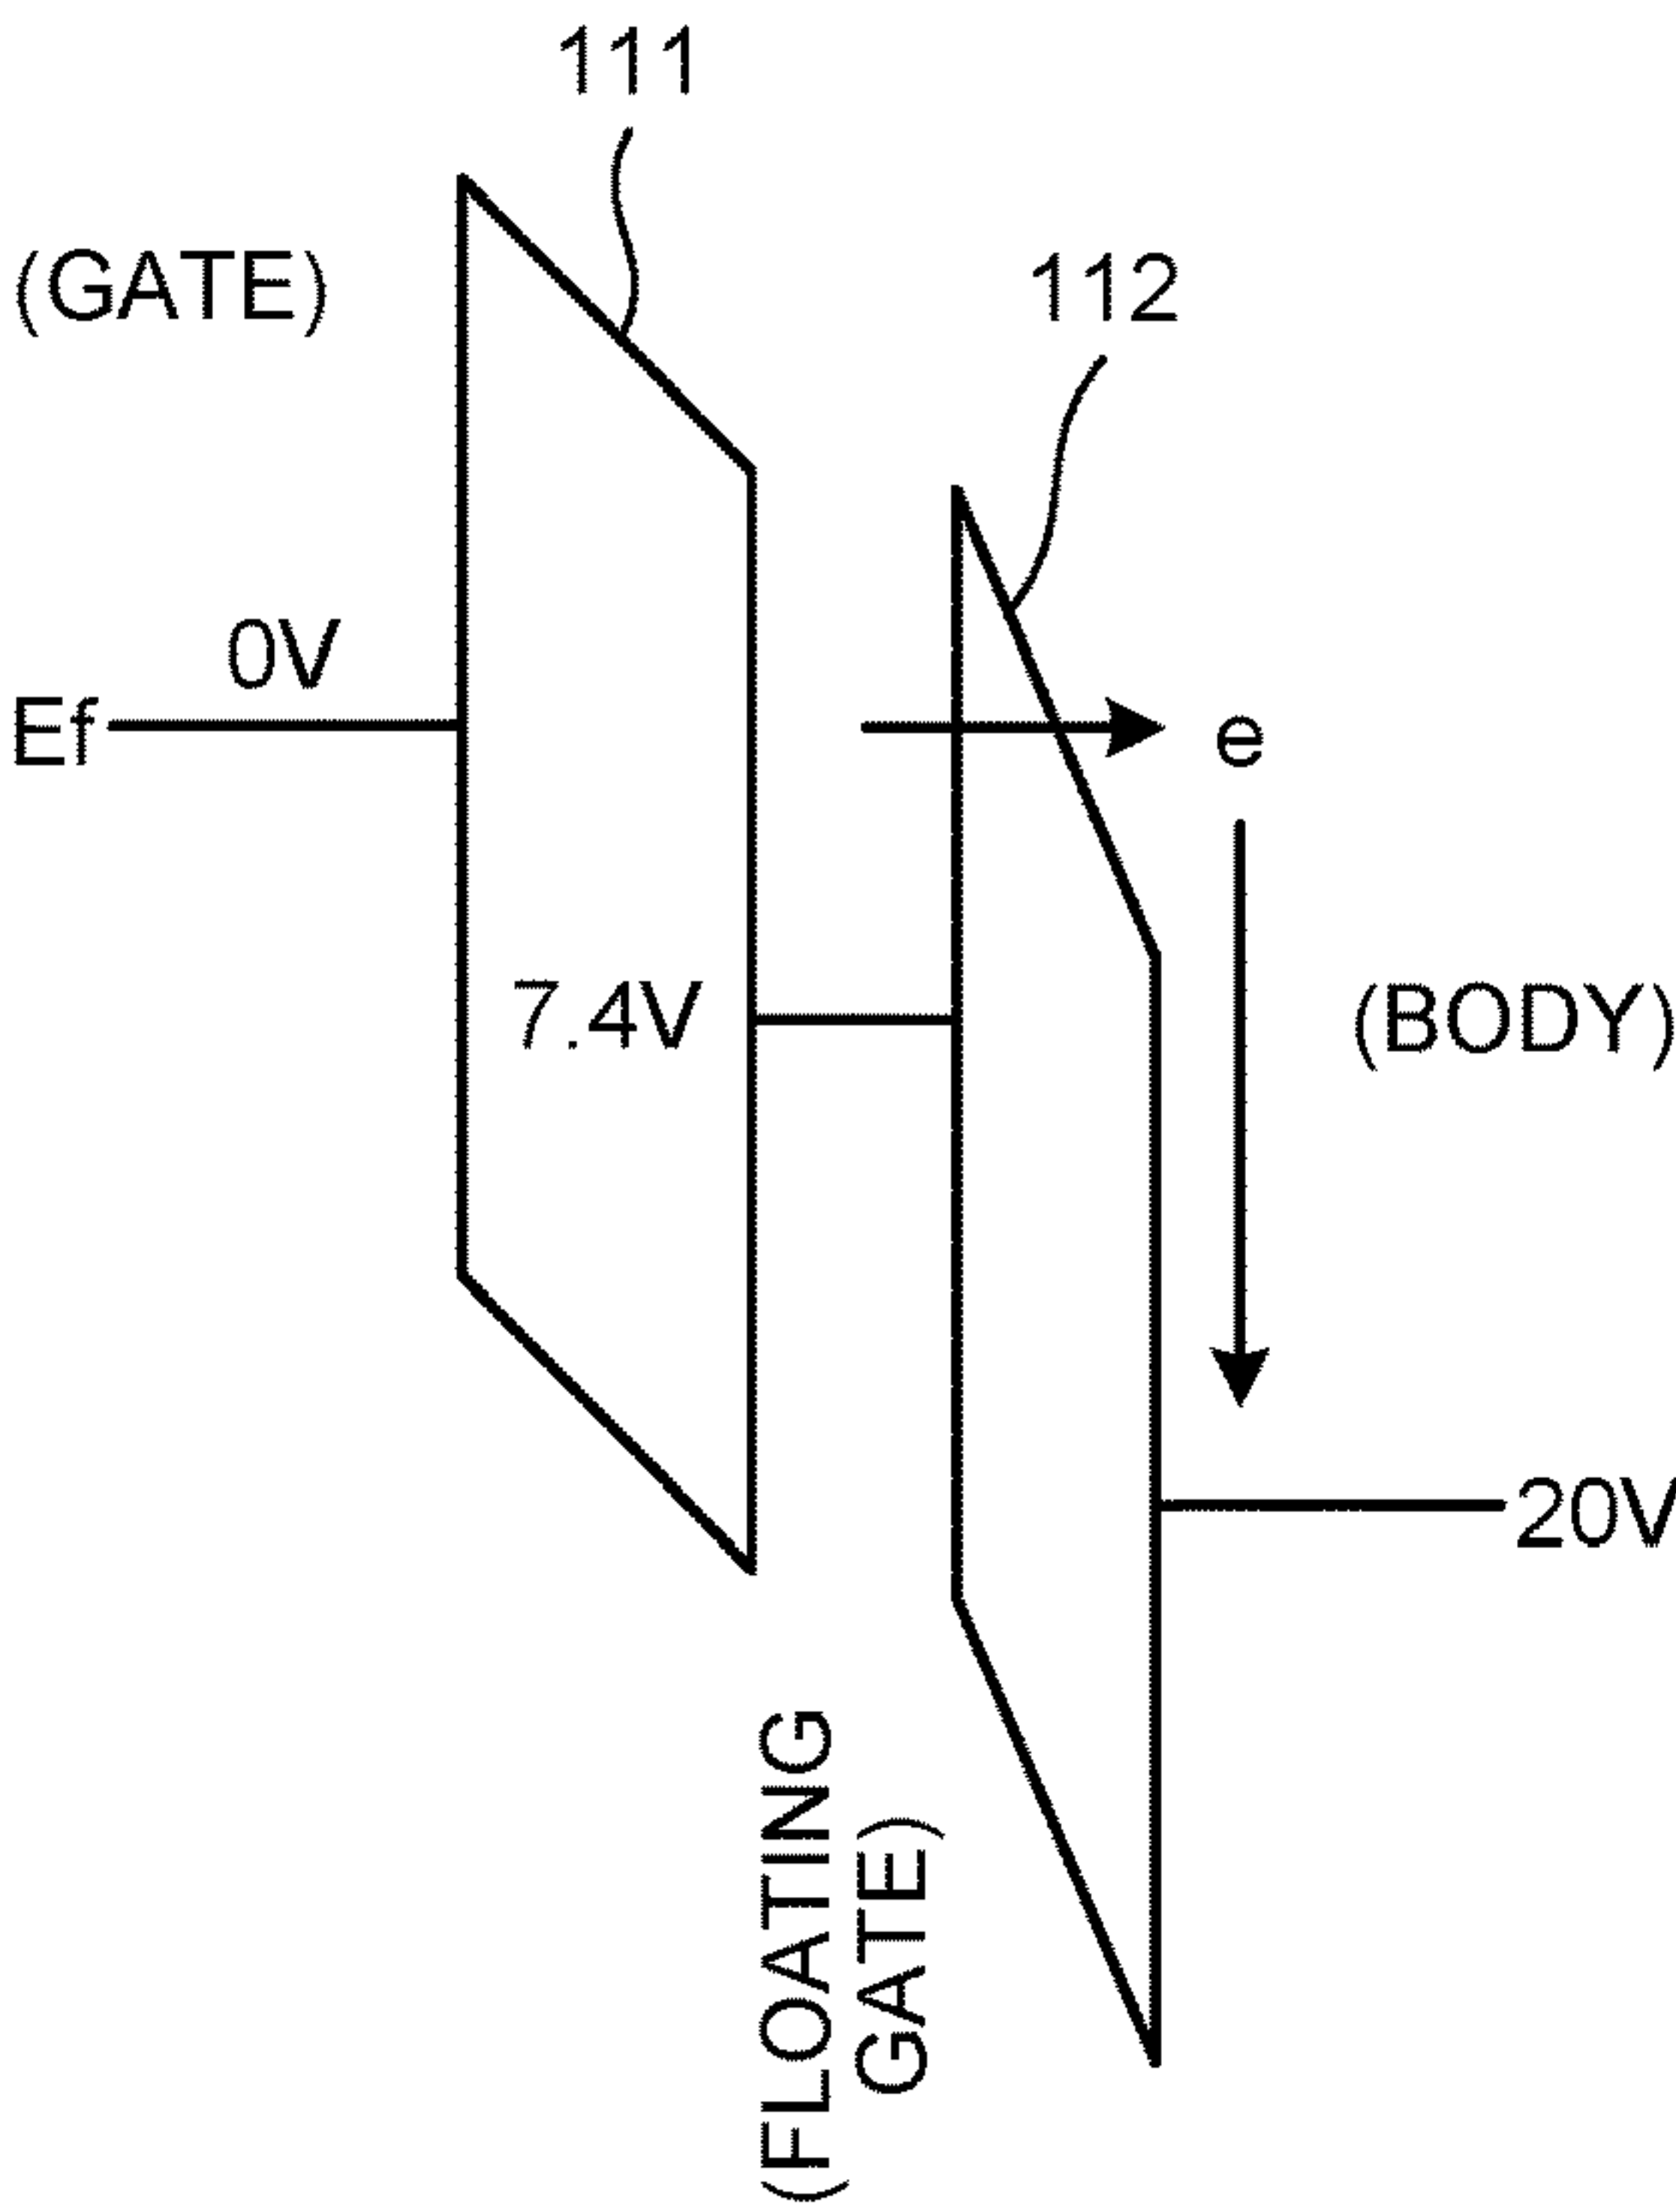 111
(GATE)
112
0V
Ef
e
7.4V
(BODY)
20V
(FLOATING
GATE)